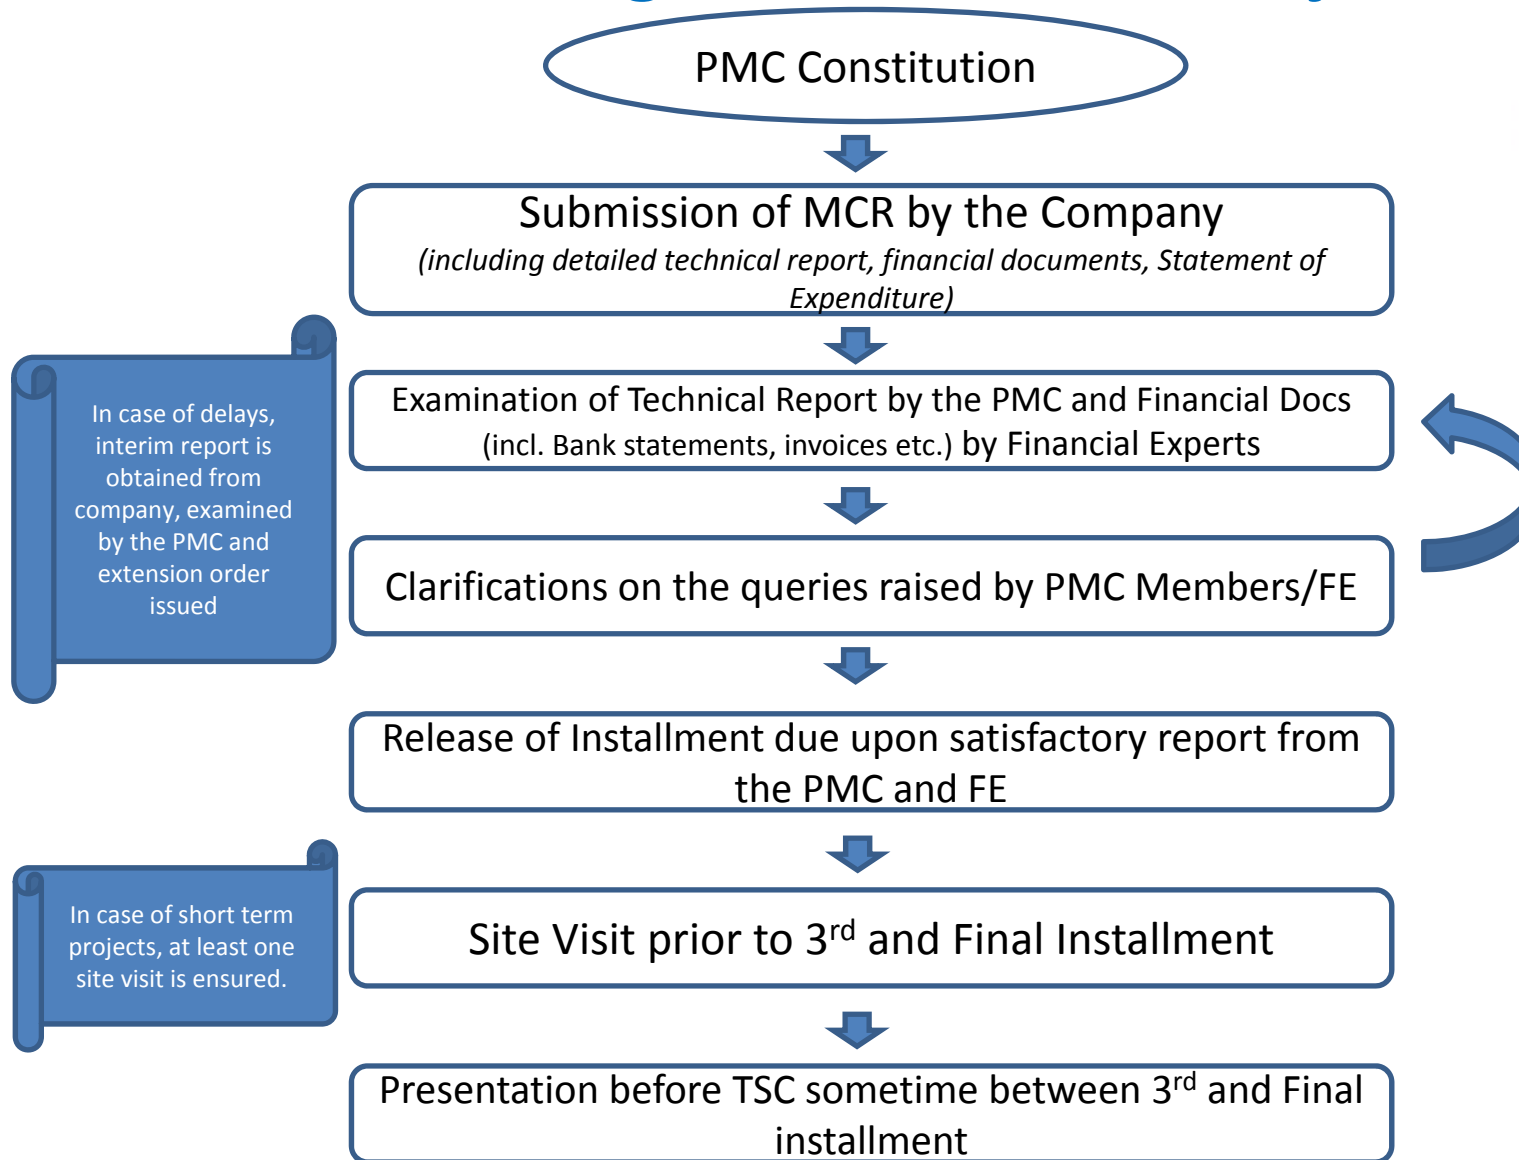 PMC Constitution
Submission of MCR by the Company
(including detailed technical report, financial documents, Statement of
Expenditure)
In case of delays,
interim report is
obtained from
company, examined
by the PMC and
extension order
issued
Examination of Technical Report by the PMC and Financial Docs
(incl. Bank statements, invoices etc.) by Financial Experts
Clarifications on the queries raised by PMC Members/FE
Release of Installment due upon satisfactory report from
the PMC and FE
In case of short term
projects, at least one
site visit is ensured.
Site Visit prior to 3rd and Final Installment
Presentation before TSC sometime between 3rd and Final
installment